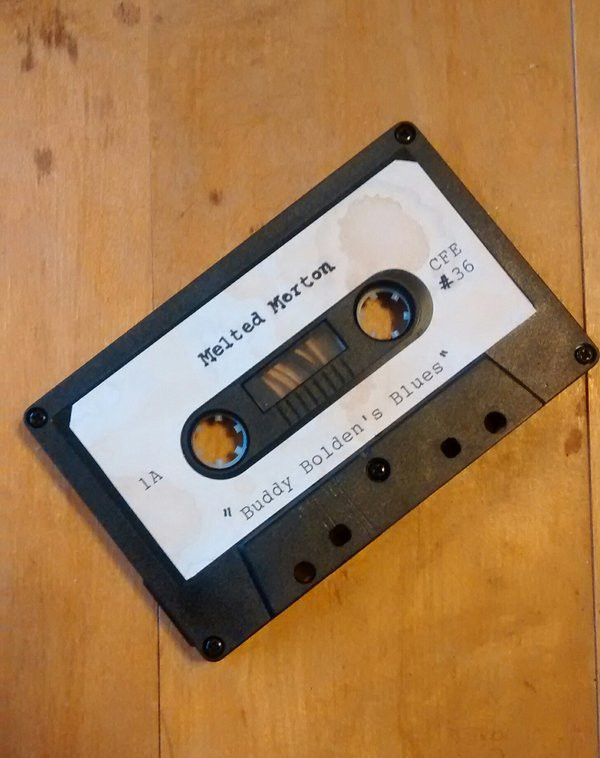 Melted Morton
CFE
#36
1A
"Buddy Bolden's Blues"